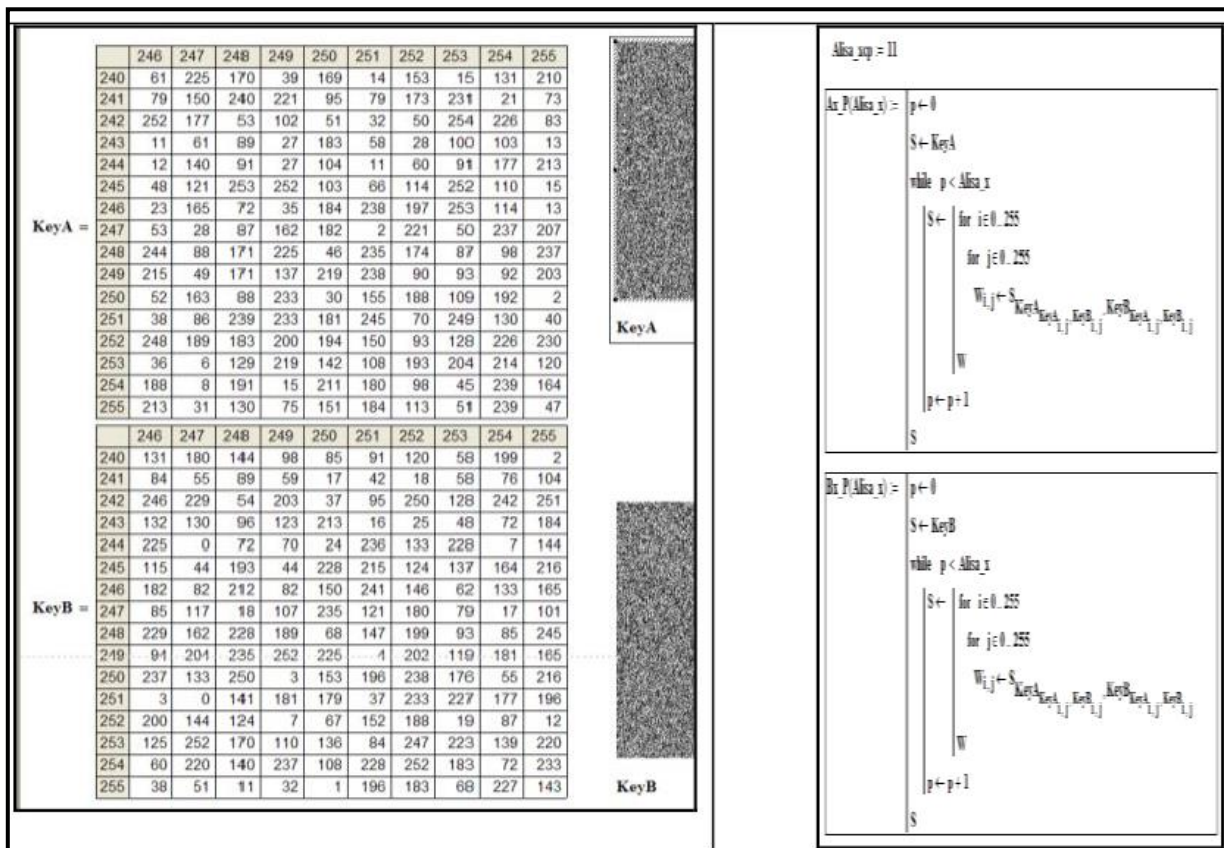 246 247 248 249 250 251 252 253 254 255
240 61 225 170 39 169 14 153 15 131 210
241 79 150 240 221 95 79 173 231 21 73
242 252 177 53 102 51 32 50 254 226 83
243 11 61 89 27 183 58 28 100 103 13
244 12 140 91 27 104 11 60 91 177 213
245 48 121 253 252 103 66 114 252 110 15
246 23 165 72 35 184 238 197 253 114 13
KeyA = 247 53 28 87 162 182 2 221 50 237 207
248 244 88 171 225 46 235 174 87 98 237
249 215 49 171 137 219 238 90 93 92 203
250 52 163 88 233 30 155 188 109 192 2
251 38 86 239 233 181 245 70 249 130 40
252 248 189 183 200 194 150 93 128 226 230
253 36 6 129 219 142 108 193 204 214 120
254 188 8 191 15 211 180 98 45 239 164
255 213 31 130 75 151 184 113 51 239 47
KeyA
246 247 248 249 250 251 252 253 254 255
240 131 180 144 98 85 91 120 58 199 2
241 84 55 89 59 17 42 18 58 76 104
242 246 229 54 203 37 95 250 128 242 251
243 132 130 96 123 213 16 25 48 72 184
244 225 0 72 70 24 236 133 228 7 144
245 115 44 193 44 228 215 124 137 164 216
246 182 82 212 82 150 241 146 62 133 165
KeyB = 247 85 117 18 107 235 121 180 79 17 101
248 229 162 228 189 68 147 199 93 85 245
249 94 204 235 252 225 4 202 119 181 165
250 237 133 250 3 153 196 238 176 55 216
251 3 0 141 181 179 37 233 227 177 196
252 200 144 124 7 67 152 188 19 87 12
253 125 252 170 110 136 84 247 223 139 220
254 60 220 140 237 108 228 252 183 72 233
255 38 51 11 32 1 196 183 68 227 143
KeyB
Alisa_xp := 11
Ax_P(Alisa_x) := p←0
S←KeyA
while p < Alisa_x
S← for i∈0..255
for j∈0..255
W i,j ← S KeyA KeyA i,j, KeyB i,j, KeyB KeyA i,j, KeyB i,j
W
p←p+1
S
Bx_P(Alisa_x) := p←0
S←KeyB
while p < Alisa_x
S← for i∈0..255
for j∈0..255
W i,j ← S KeyA KeyA i,j, KeyB i,j, KeyB KeyA i,j, KeyB i,j
W
p←p+1
S